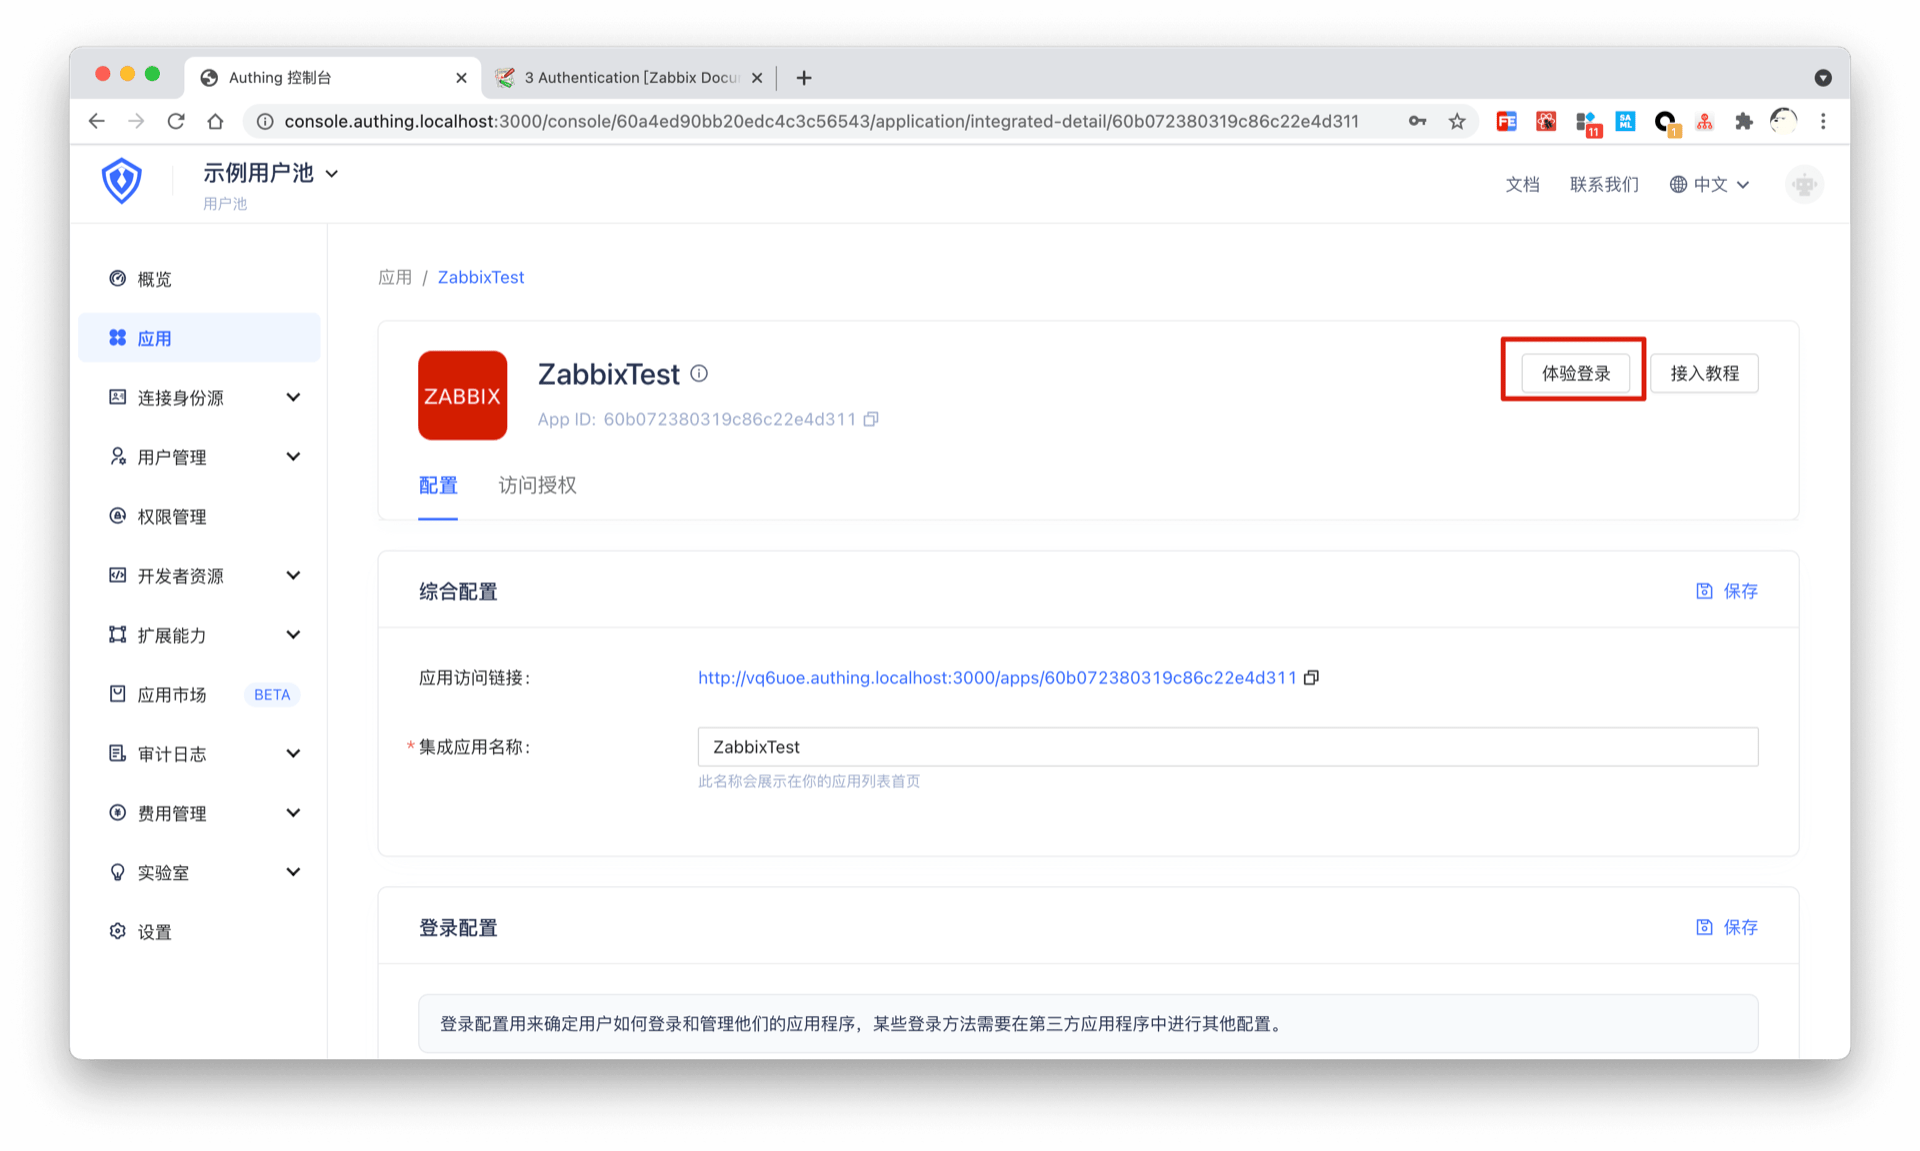 Authing 控制台
3 Authentication [Zabbix Docu
console.authing.localhost:3000/console/60a4ed90bb20edc4c3c56543/application/integrated-detail/60b072380319c86c22e4d311
FE
11
SA
ML
1
示例用户池
用户池
文档
联系我们
中文
概览
应用
连接身份源
用户管理
权限管理
开发者资源
扩展能力
应用市场 BETA
审计日志
费用管理
实验室
设置
应用 / ZabbixTest
ZABBIX
ZabbixTest
App ID: 60b072380319c86c22e4d311
体验登录
接入教程
配置
访问授权
综合配置
保存
应用访问链接:
http://vq6uoe.authing.localhost:3000/apps/60b072380319c86c22e4d311
* 集成应用名称:
ZabbixTest
此名称会展示在你的应用列表首页
登录配置
保存
登录配置用来确定用户如何登录和管理他们的应用程序，某些登录方法需要在第三方应用程序中进行其他配置。